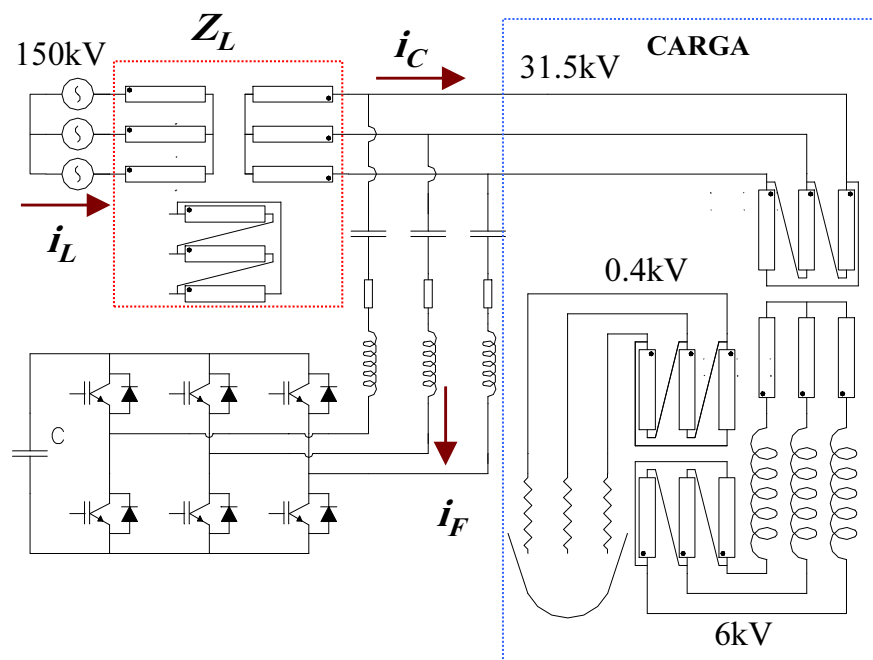 Z_L
150kV
i_C
CARGA
31.5kV
i_L
0.4kV
C
i_F
6kV